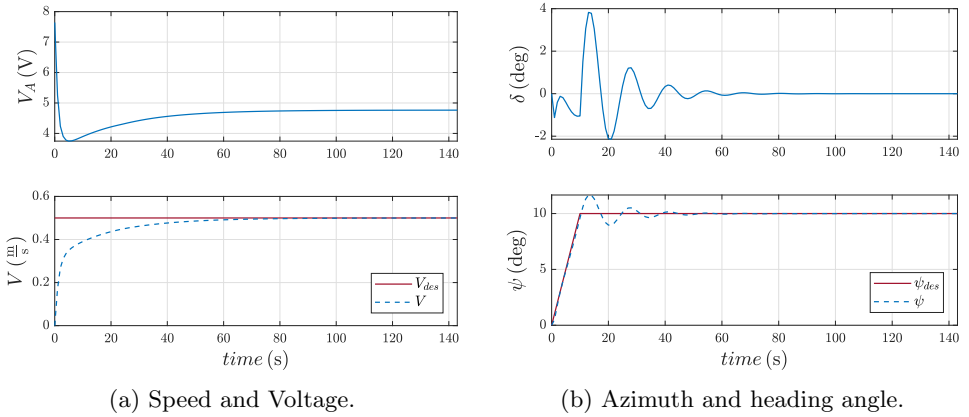 8
7
6
5
4
V_A (V)
0 20 40 60 80 100 120 140
0.6
0.4
0.2
0
V (m/s)
V_des
V
0 20 40 60 80 100 120 140
time (s)
(a) Speed and Voltage.
4
2
0
-2
δ (deg)
0 20 40 60 80 100 120 140
10
5
0
ψ (deg)
ψ_des
ψ
0 20 40 60 80 100 120 140
time (s)
(b) Azimuth and heading angle.